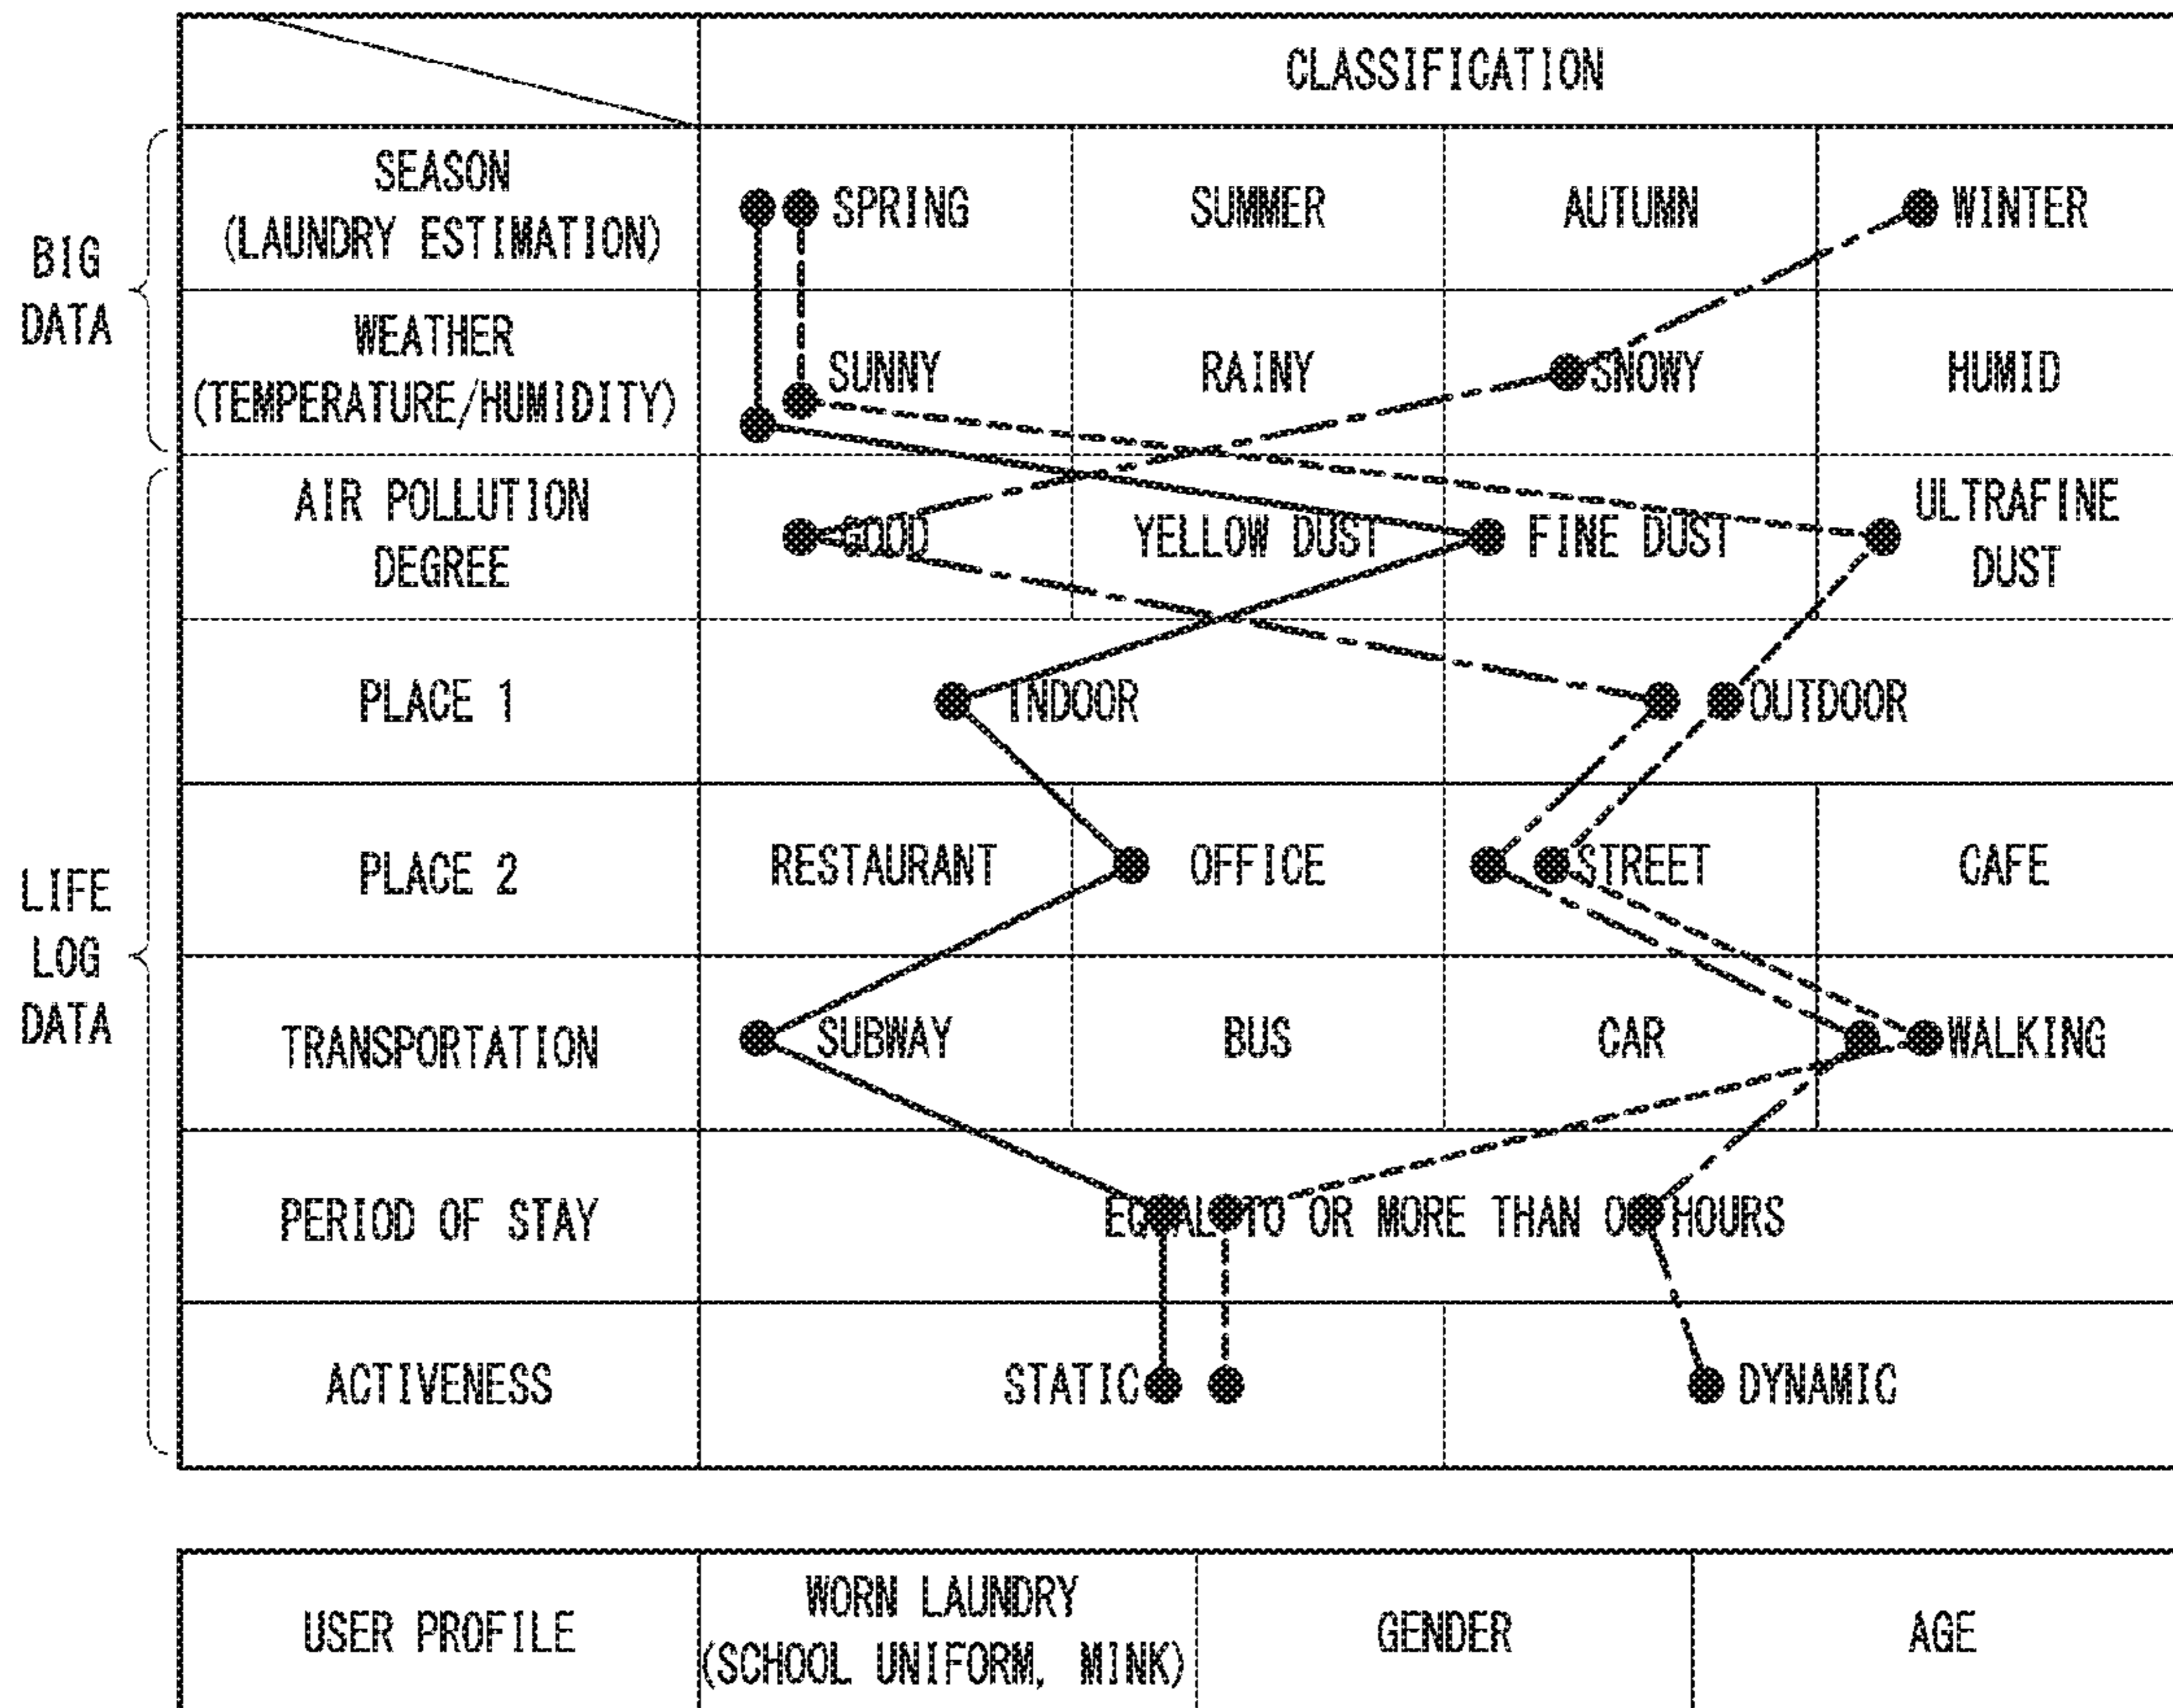 CLASSIFICATION
BIG
DATA
SEASON
(LAUNDRY ESTIMATION)
SPRING
SUMMER
AUTUMN
WINTER
WEATHER
(TEMPERATURE/HUMIDITY)
SUNNY
RAINY
SNOWY
HUMID
LIFE
LOG
DATA
AIR POLLUTION
DEGREE
GOOD
YELLOW DUST
FINE DUST
ULTRAFINE
DUST
PLACE 1
INDOOR
OUTDOOR
PLACE 2
RESTAURANT
OFFICE
STREET
CAFE
TRANSPORTATION
SUBWAY
BUS
CAR
WALKING
PERIOD OF STAY
EQUAL TO OR MORE THAN HOURS
ACTIVENESS
STATIC
DYNAMIC
USER PROFILE
WORN LAUNDRY
(SCHOOL UNIFORM, MINK)
GENDER
AGE